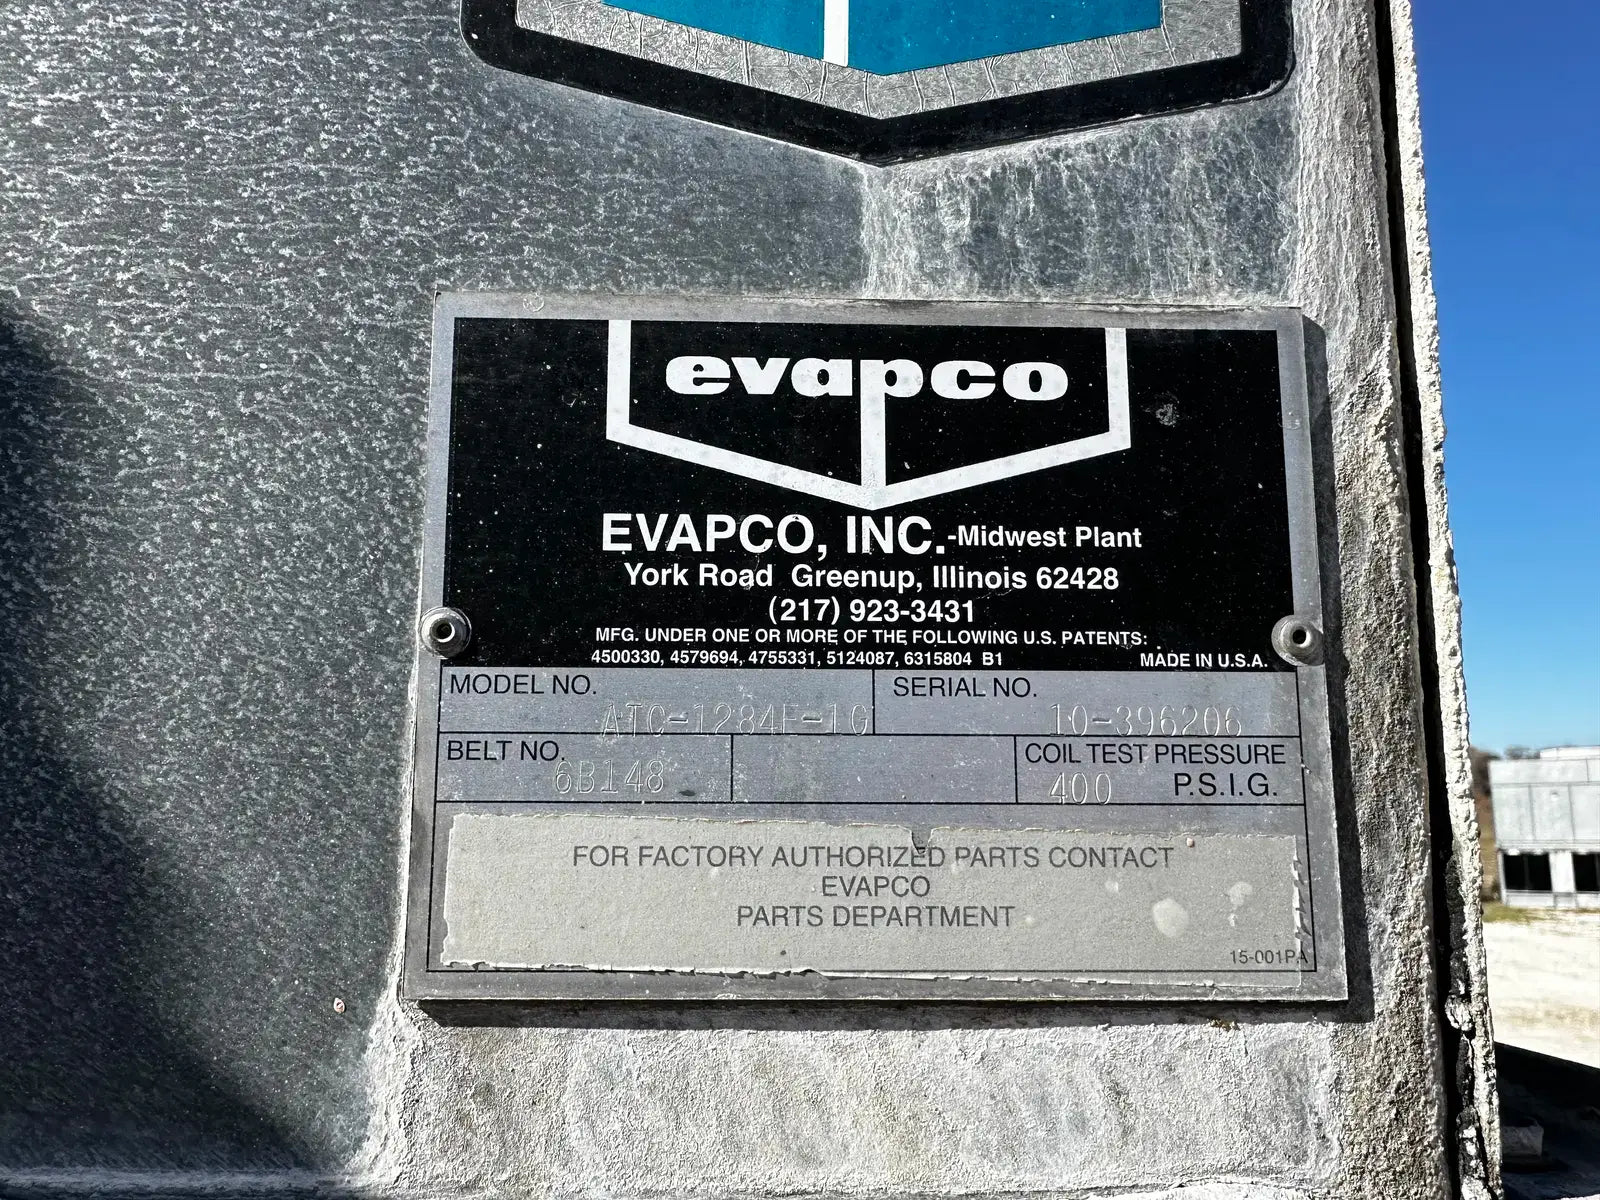 evapco
EVAPCO, INC.-Midwest Plant
York Road Greenup, Illinois 62428
(217) 923-3431
MFG. UNDER ONE OR MORE OF THE FOLLOWING U.S. PATENTS:
4500330, 4579694, 4755331, 5124087, 6315804 B1 MADE IN U.S.A.
MODEL NO. SERIAL NO.
ATC-1284E-1G 10-396206
BELT NO. COIL TEST PRESSURE
6B148 400 P.S.I.G.
FOR FACTORY AUTHORIZED PARTS CONTACT
EVAPCO
PARTS DEPARTMENT
15-001PA